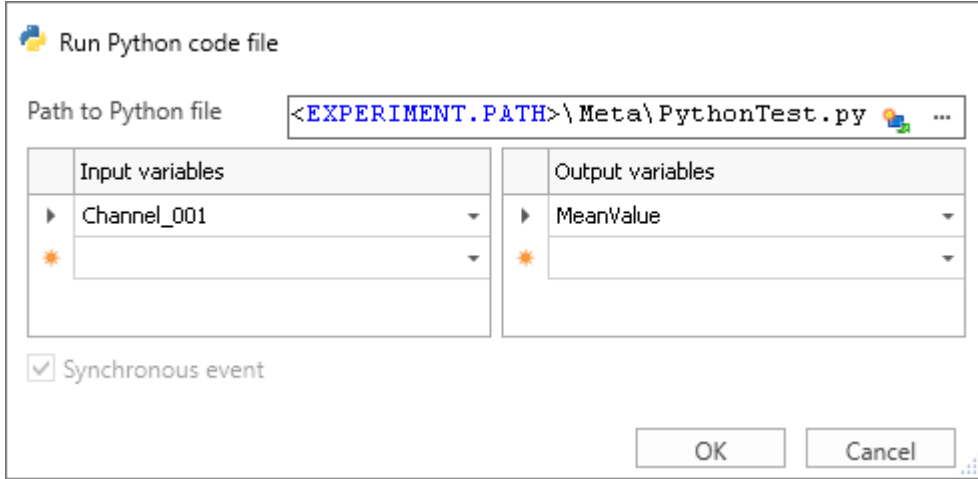 Run Python code file
Path to Python file <EXPERIMENT.PATH>\Meta\PythonTest.py ...
Input variables Output variables
Channel_001 MeanValue
Synchronous event
OK Cancel